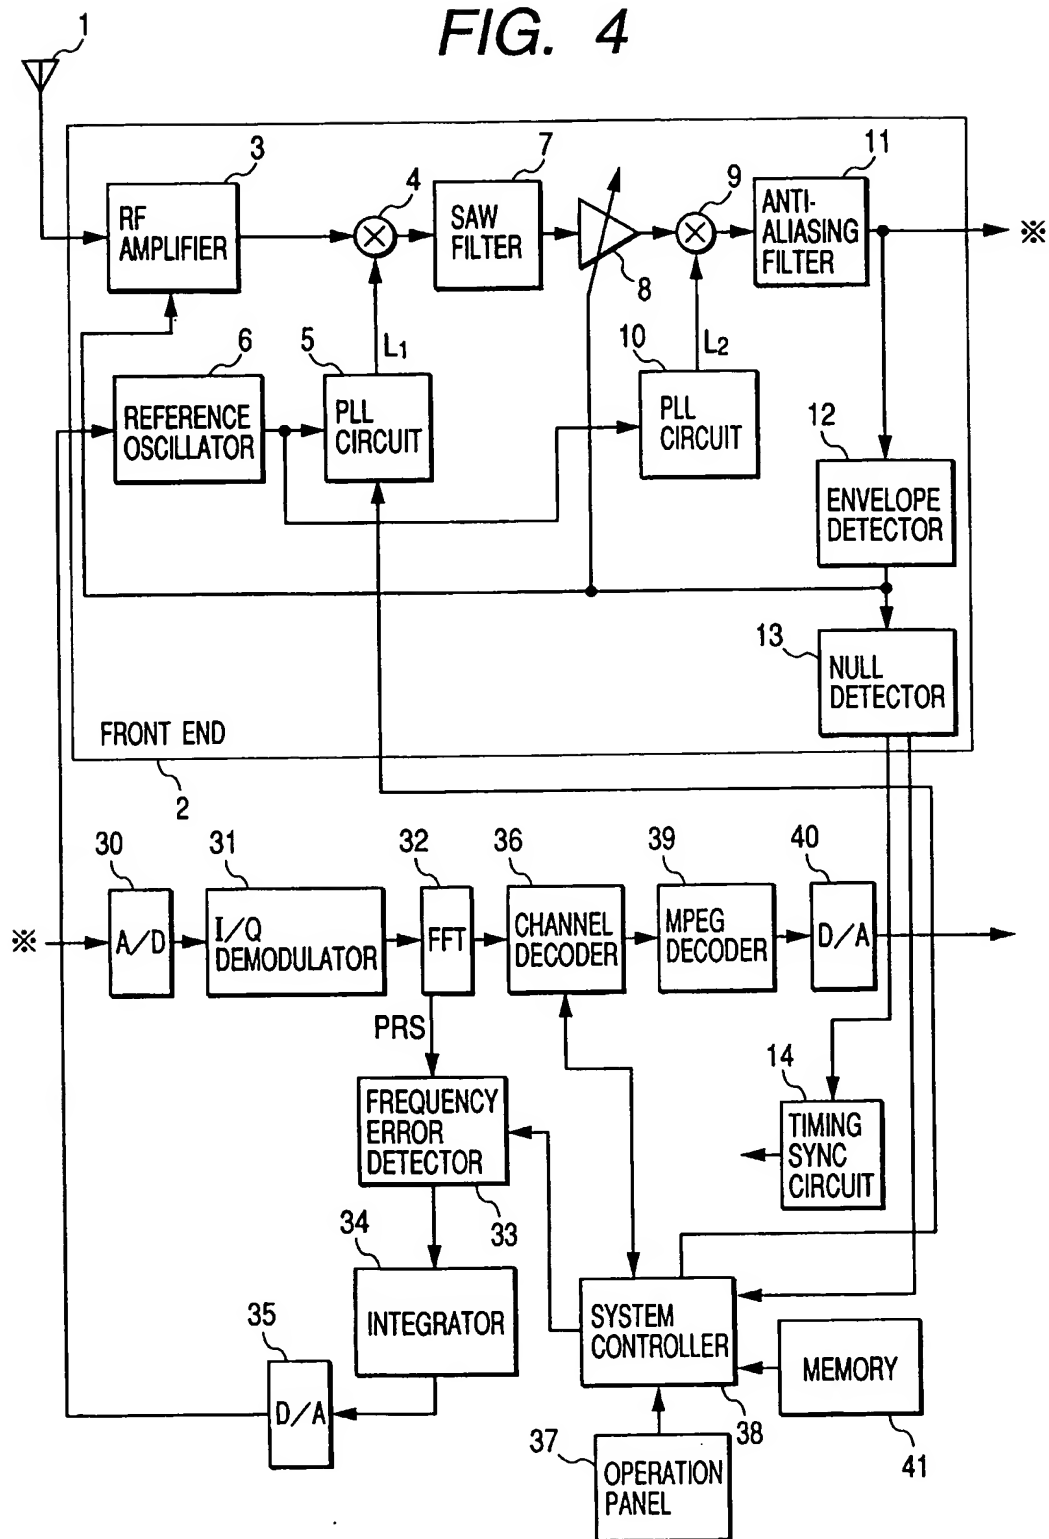 FIG. 4
1
3
RF
AMPLIFIER
4
7
SAW
FILTER
8
9
11
ANTI-
ALIASING
FILTER
※
6
REFERENCE
OSCILLATOR
5
PLL
CIRCUIT
L1
10
PLL
CIRCUIT
L2
12
ENVELOPE
DETECTOR
13
NULL
DETECTOR
FRONT END
2
※
30
A/D
31
I/Q
DEMODULATOR
32
FFT
36
CHANNEL
DECODER
39
MPEG
DECODER
40
D/A
PRS
FREQUENCY
ERROR
DETECTOR
33
14
TIMING
SYNC
CIRCUIT
34
INTEGRATOR
35
D/A
SYSTEM
CONTROLLER
38
MEMORY
41
37
OPERATION
PANEL